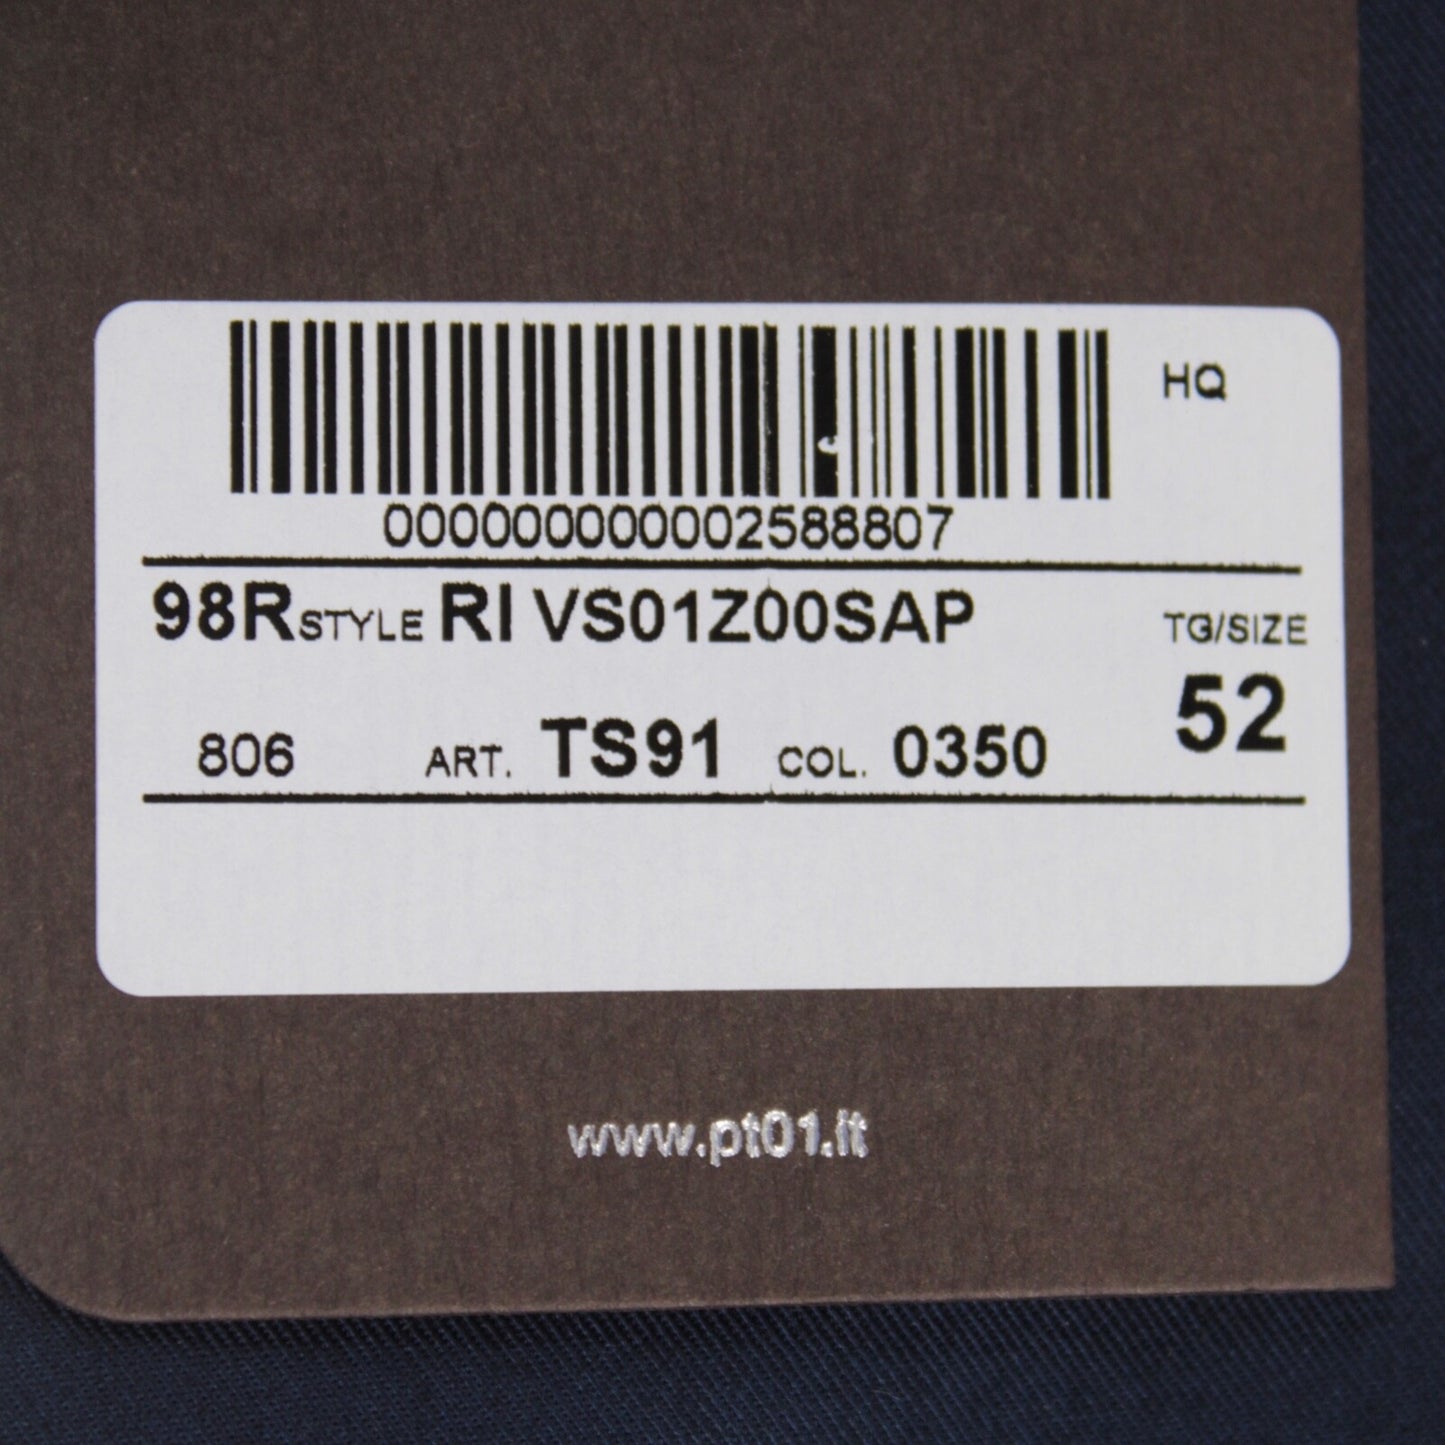 HQ
0000000000002588807
98R STYLE RI VS01Z00SAP
TG/SIZE
52
806 ART. TS91 COL. 0350
www.pt01.it